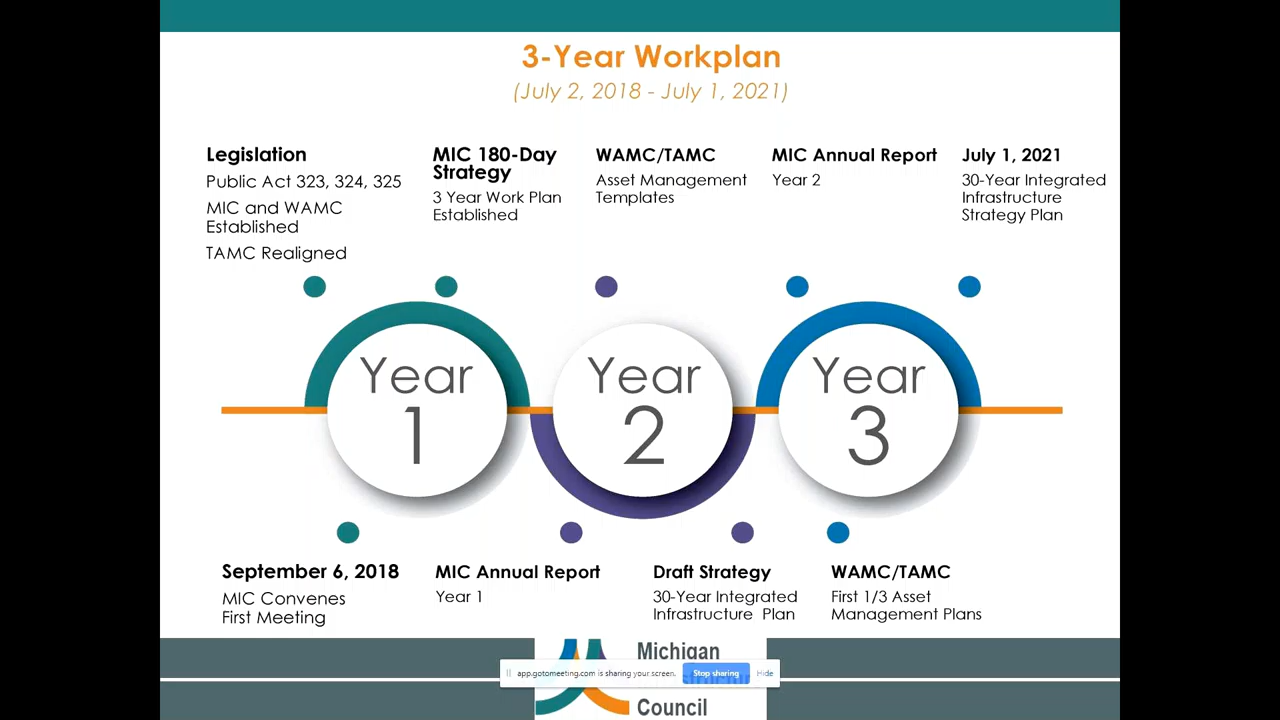 3-Year Workplan
(July 2, 2018 - July 1, 2021)
Legislation
Public Act 323, 324, 325
MIC and WAMC
Established
TAMC Realigned
MIC 180-Day
Strategy
3 Year Work Plan
Established
WAMC/TAMC
Asset Management
Templates
MIC Annual Report
Year 2
July 1, 2021
30-Year Integrated
Infrastructure
Strategy Plan
Year
1
Year
2
Year
3
September 6, 2018
MIC Convenes
First Meeting
MIC Annual Report
Year 1
Draft Strategy
30-Year Integrated
Infrastructure Plan
WAMC/TAMC
First 1/3 Asset
Management Plans
Michigan
app.gotomeeting.com is sharing your screen.
Stop sharing
Hide
Council